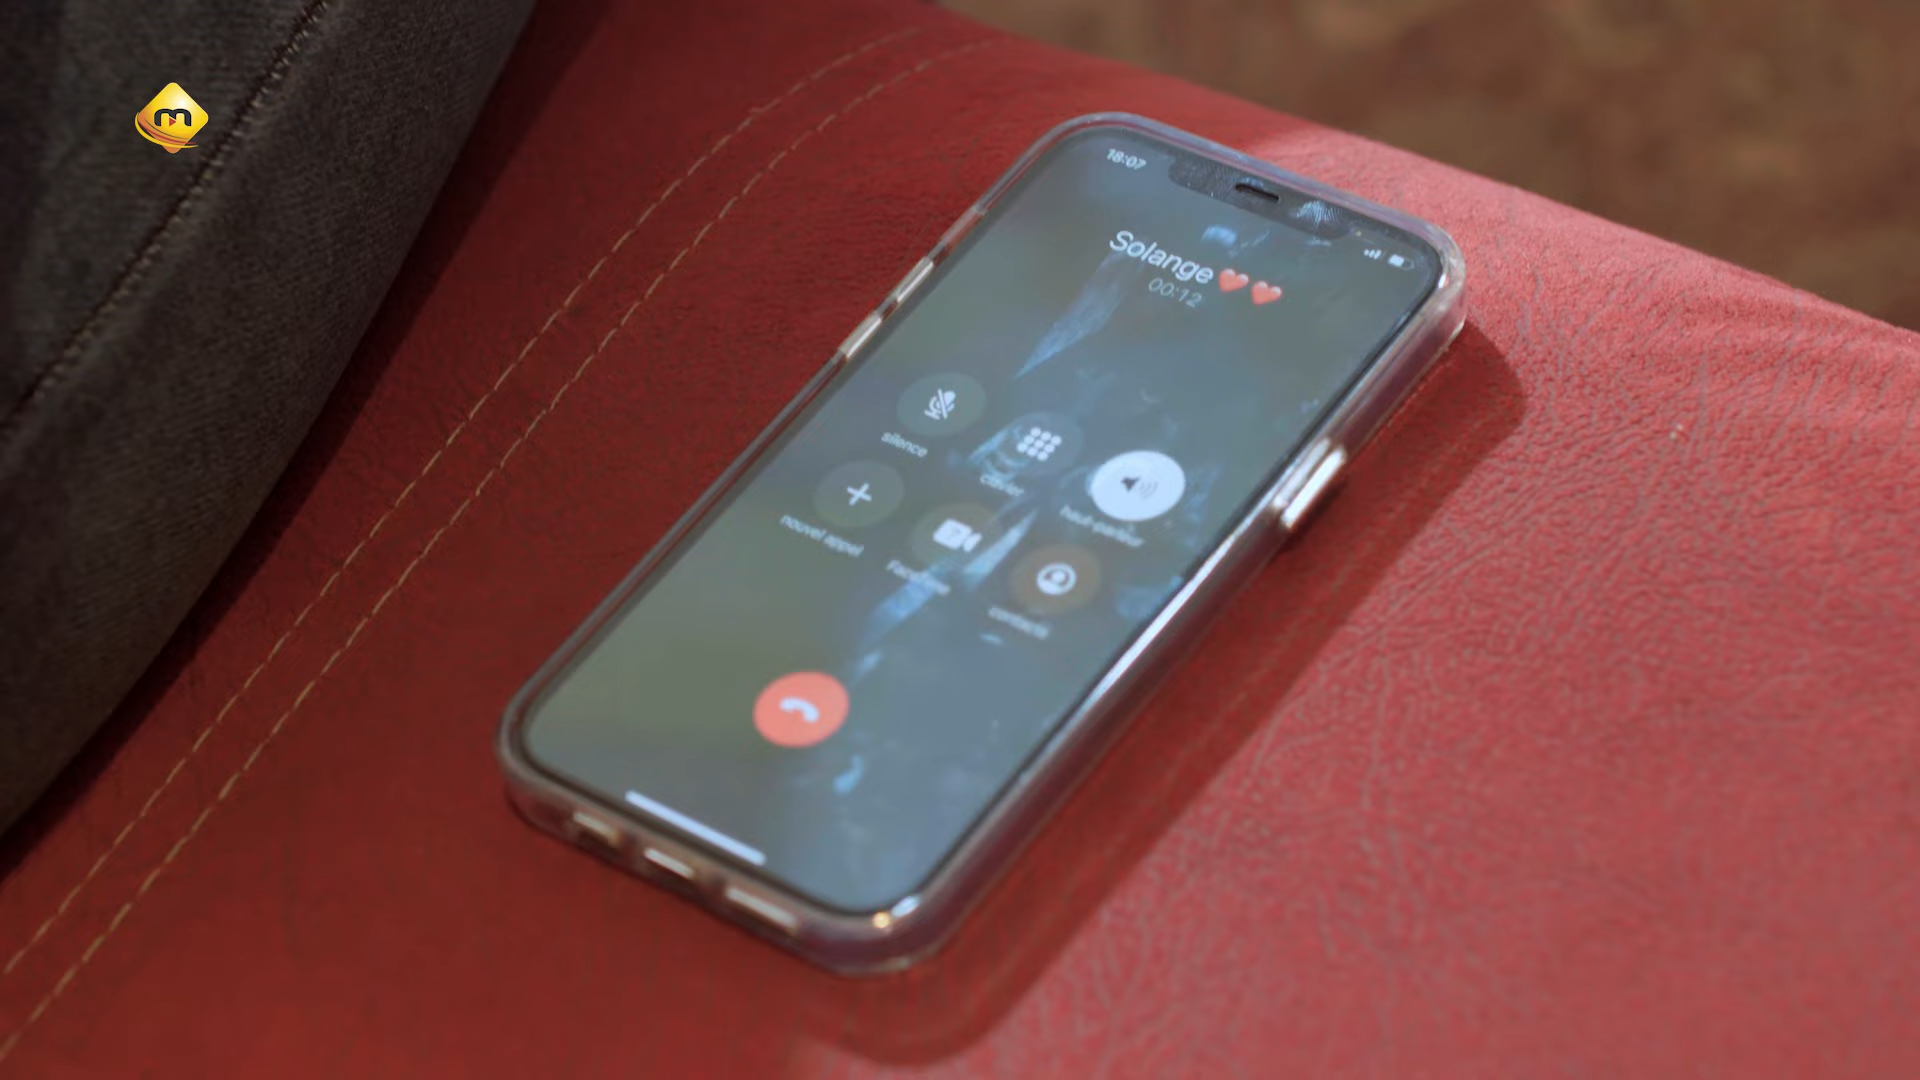 m
18:07
Solange ❤️❤️
00:12
silence
clavier
haut-parleur
nouvel appel
FaceTime
contacts